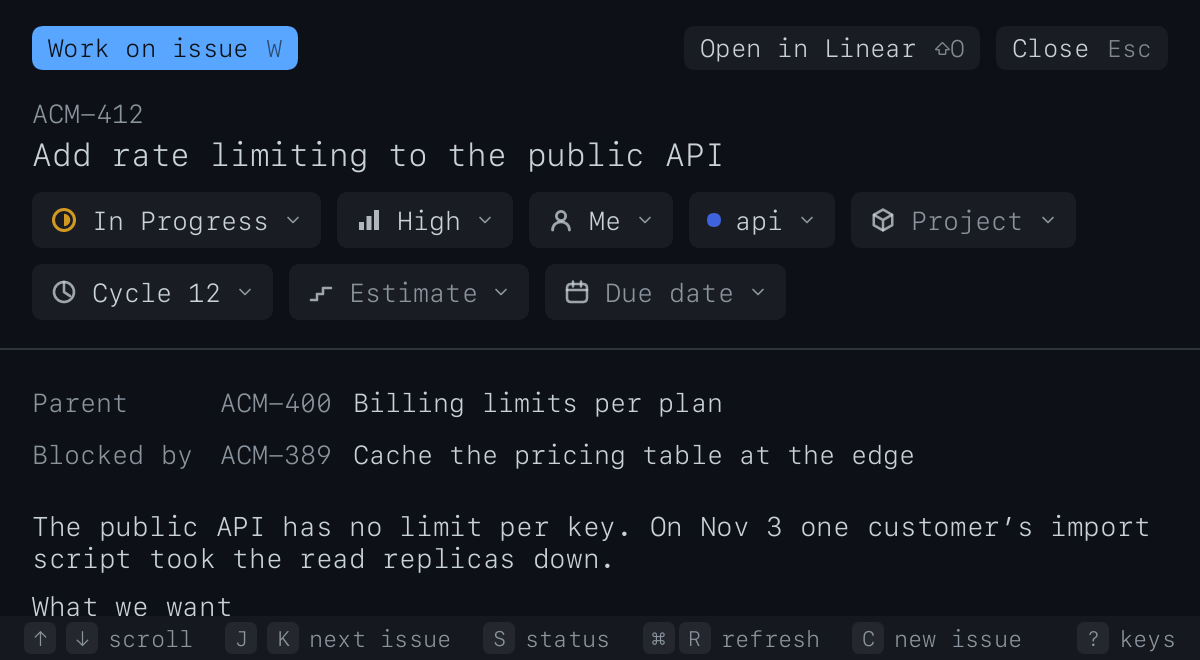 Work on issue W
Open in Linear ⇧O
Close Esc
ACM-412
Add rate limiting to the public API
In Progress
High
Me
api
Project
Cycle 12
Estimate
Due date
Parent ACM-400 Billing limits per plan
Blocked by ACM-389 Cache the pricing table at the edge
The public API has no limit per key. On Nov 3 one customer's import
script took the read replicas down.
What we want
↑ ↓ scroll J K next issue S status ⌘ R refresh C new issue ? keys